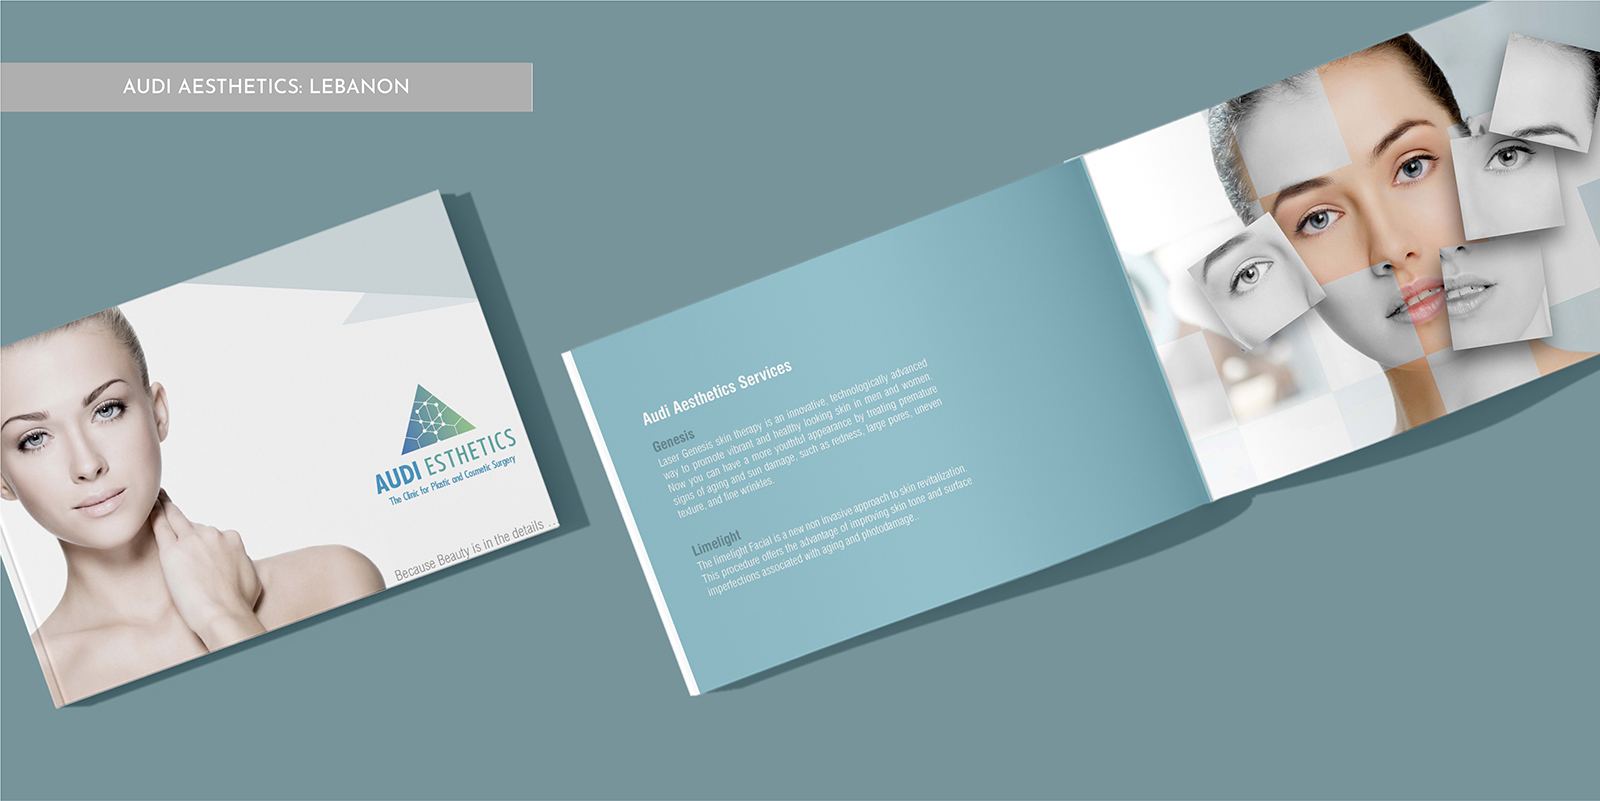 AUDI AESTHETICS: LEBANON
AUDI ESTHETICS
The Clinic for Plastic and Cosmetic Surgery
Because Beauty is in the details ...
Audi Aesthetics Services
Genesis
Laser Genesis skin therapy is an innovative, technologically advanced
way to promote vibrant and healthy looking skin in men and women.
Now you can have a more youthful appearance by treating premature
signs of aging and sun damage, such as redness, large pores, uneven
texture, and fine wrinkles.
Limelight
The limelight Facial is a new non invasive approach to skin revitalization.
This procedure offers the advantage of improving skin tone and surface
imperfections associated with aging and photodamage..